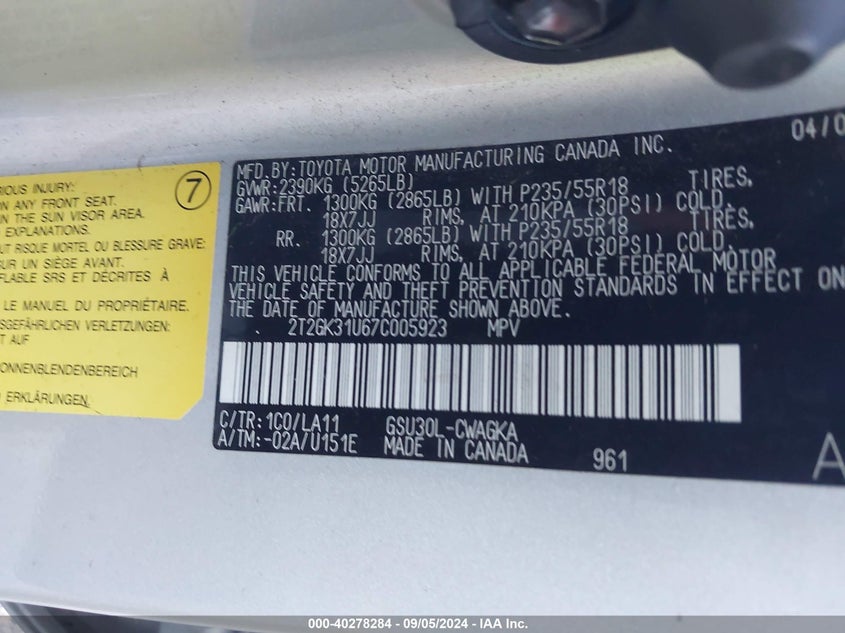 RIOUS INJURY:
ON ANY FRONT SEAT.
IN THE SUN VISOR AREA.
EXPLANATIONS.
UT RISQUE MORTEL OU BLESSURE GRAVE:
SUR UN SIÈGE AVANT.
FLABLE SRS ET DÉCRITES À
LE MANUEL DU PROPRIÉTAIRE.
SGEFÄHRLICHEN VERLETZUNGEN:
T AUF
ONNENBLENDENBEREICH
D ERKLÄRUNGEN
7
04/0
MFD.BY:TOYOTA MOTOR MANUFACTURING CANADA INC.
GVWR:2390KG (5265LB)
GAWR:FRT. 1300KG (2865LB) WITH P235/55R18 TIRES,
18X7JJ RIMS, AT 210KPA (30PSI) COLD.
RR. 1300KG (2865LB) WITH P235/55R18 TIRES,
18X7JJ RIMS, AT 210KPA (30PSI) COLD.
THIS VEHICLE CONFORMS TO ALL APPLICABLE FEDERAL MOTOR
VEHICLE SAFETY AND THEFT PREVENTION STANDARDS IN EFFECT ON
THE DATE OF MANUFACTURE SHOWN ABOVE.
2T2GK31U67C005923 MPV
C/TR:1C0/LA11 GSU30L-CWAGKA
A/TM:-02A/U151E MADE IN CANADA 961
A
000-40278284 - 09/05/2024 - IAA Inc.